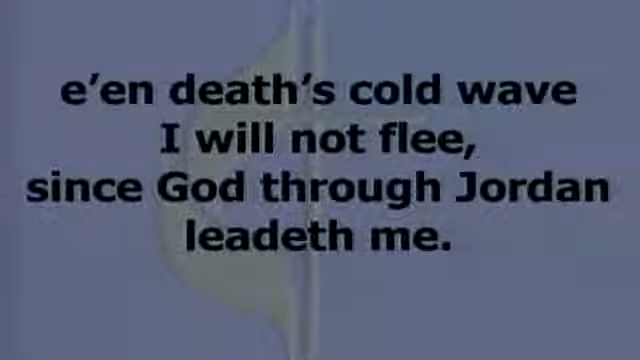 e’en death’s cold wave
I will not flee,
since God through Jordan
leadeth me.